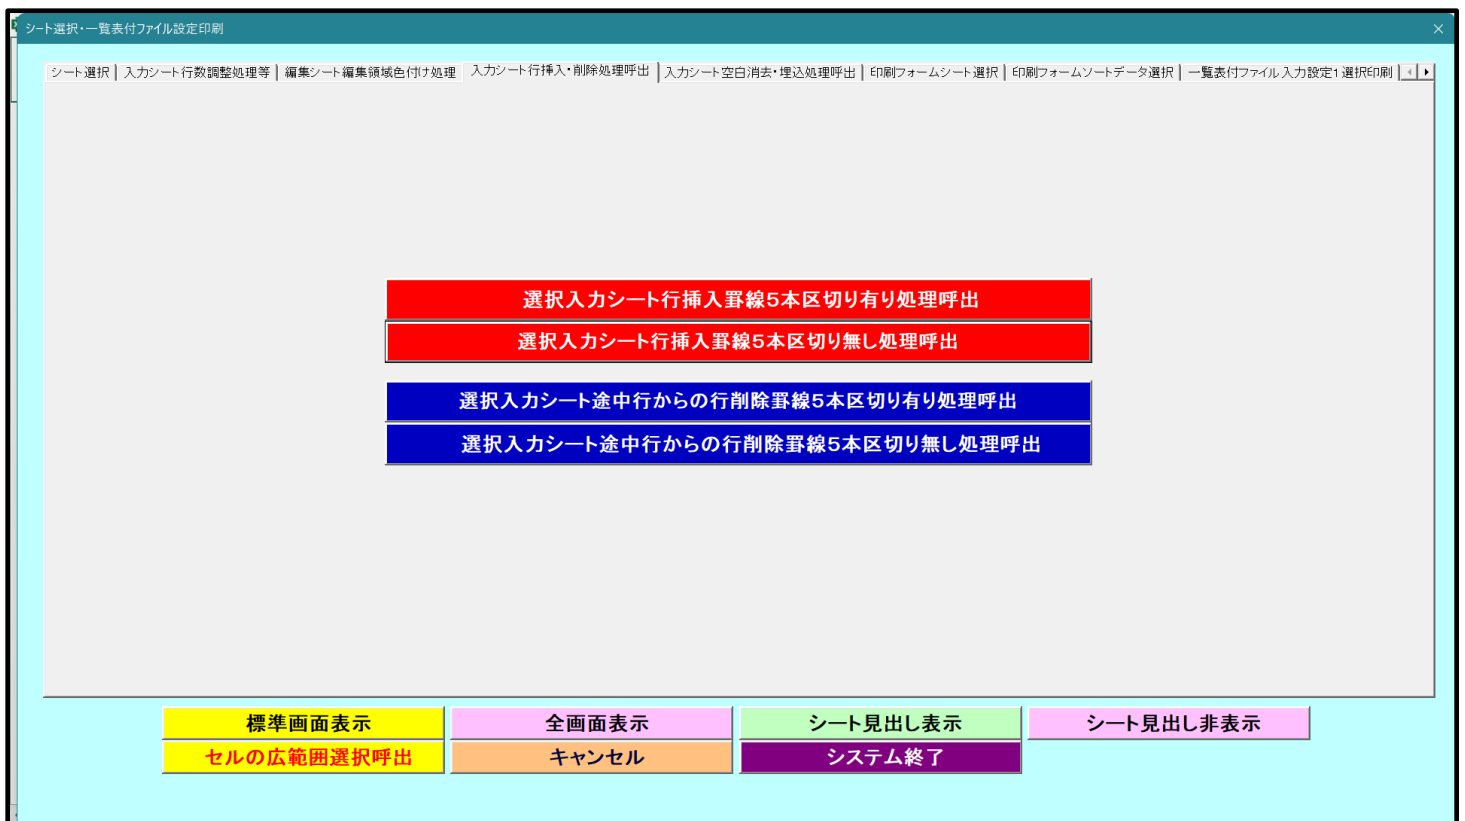 シート選択・一覧表付ファイル設定印刷
シート選択 入力シート行数調整処理等 編集シート編集領域色付け処理 入力シート行挿入・削除処理呼出 入力シート空白消去・埋込処理呼出 印刷フォームシート選択 印刷フォームソートデータ選択 一覧表付ファイル入力設定1選択印刷
選択入力シート行挿入罫線5本区切り有り処理呼出
選択入力シート行挿入罫線5本区切り無し処理呼出
選択入力シート途中行からの行削除罫線5本区切り有り処理呼出
選択入力シート途中行からの行削除罫線5本区切り無し処理呼出
標準画面表示 全画面表示 シート見出し表示 シート見出し非表示
セルの広範囲選択呼出 キャンセル システム終了